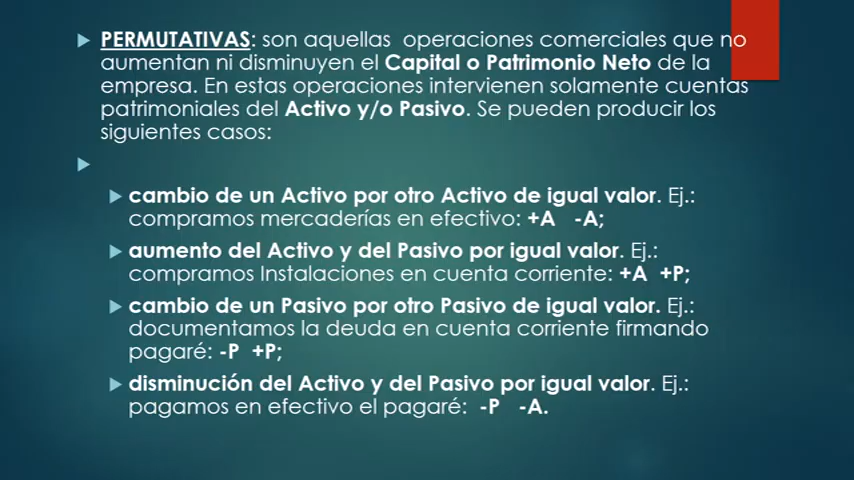 PERMUTATIVAS: son aquellas operaciones comerciales que no
aumentan ni disminuyen el Capital o Patrimonio Neto de la
empresa. En estas operaciones intervienen solamente cuentas
patrimoniales del Activo y/o Pasivo. Se pueden producir los
siguientes casos:
cambio de un Activo por otro Activo de igual valor. Ej.:
compramos mercaderías en efectivo: +A -A;
aumento del Activo y del Pasivo por igual valor. Ej.:
compramos Instalaciones en cuenta corriente: +A +P;
cambio de un Pasivo por otro Pasivo de igual valor. Ej.:
documentamos la deuda en cuenta corriente firmando
pagaré: -P +P;
disminución del Activo y del Pasivo por igual valor. Ej.:
pagamos en efectivo el pagaré: -P -A.